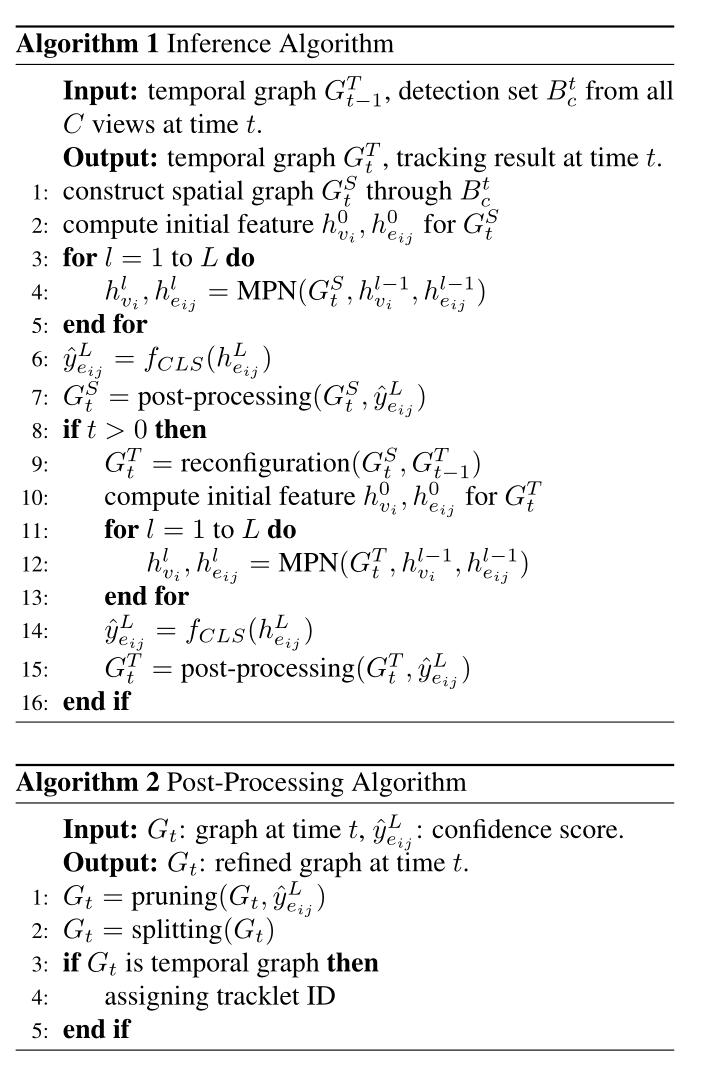 Algorithm 1 Inference Algorithm
Input: temporal graph $G_{t-1}^{T}$, detection set $B_c^t$ from all
$C$ views at time $t$.
Output: temporal graph $G_t^T$, tracking result at time $t$.
1: construct spatial graph $G_t^S$ through $B_c^t$
2: compute initial feature $h_{v_i}^0, h_{e_{ij}}^0$ for $G_t^S$
3: for $l = 1$ to $L$ do
4: $h_{v_i}^l, h_{e_{ij}}^l = \text{MPN}(G_t^S, h_{v_i}^{l-1}, h_{e_{ij}}^{l-1})$
5: end for
6: $\hat{y}_{e_{ij}}^L = f_{CLS}(h_{e_{ij}}^L)$
7: $G_t^S = \text{post-processing}(G_t^S, \hat{y}_{e_{ij}}^L)$
8: if $t > 0$ then
9: $G_t^T = \text{reconfiguration}(G_t^S, G_{t-1}^T)$
10: compute initial feature $h_{v_i}^0, h_{e_{ij}}^0$ for $G_t^T$
11: for $l = 1$ to $L$ do
12: $h_{v_i}^l, h_{e_{ij}}^l = \text{MPN}(G_t^T, h_{v_i}^{l-1}, h_{e_{ij}}^{l-1})$
13: end for
14: $\hat{y}_{e_{ij}}^L = f_{CLS}(h_{e_{ij}}^L)$
15: $G_t^T = \text{post-processing}(G_t^T, \hat{y}_{e_{ij}}^L)$
16: end if
Algorithm 2 Post-Processing Algorithm
Input: $G_t$: graph at time $t$, $\hat{y}_{e_{ij}}^L$: confidence score.
Output: $G_t$: refined graph at time $t$.
1: $G_t = \text{pruning}(G_t, \hat{y}_{e_{ij}}^L)$
2: $G_t = \text{splitting}(G_t)$
3: if $G_t$ is temporal graph then
4: assigning tracklet ID
5: end if